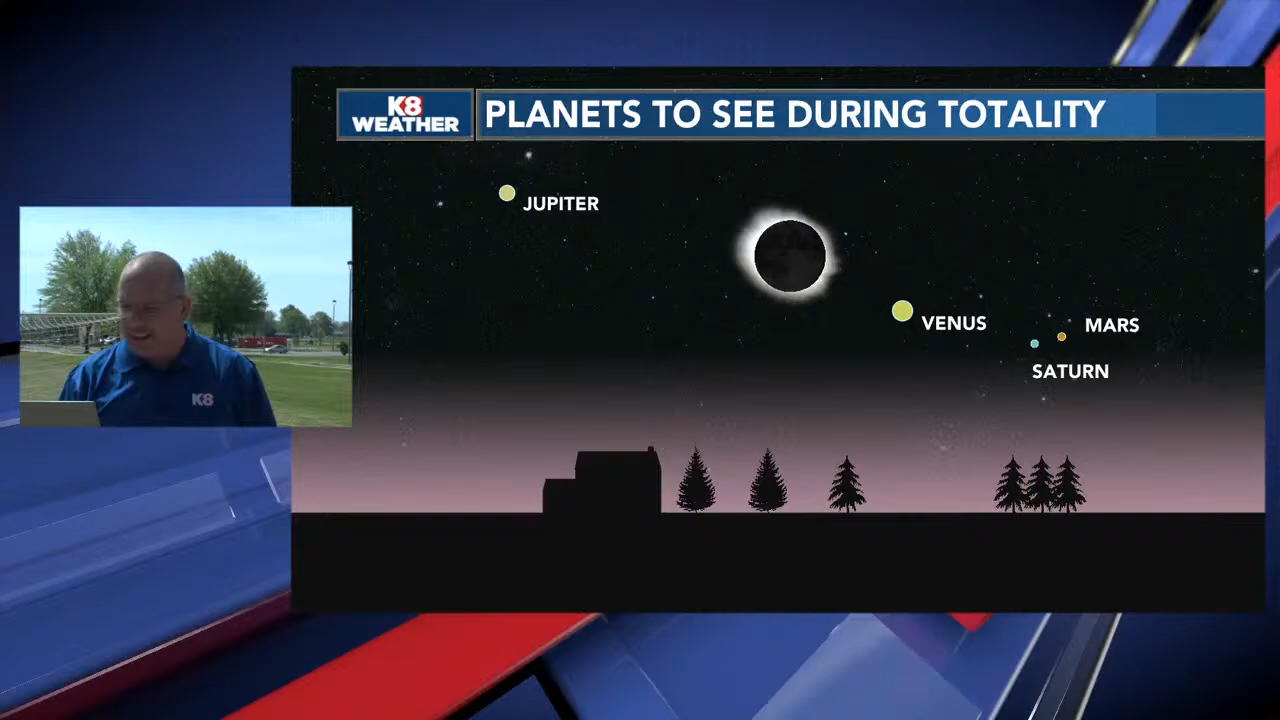 K8
WEATHER
PLANETS TO SEE DURING TOTALITY
JUPITER
VENUS
MARS
SATURN
K8